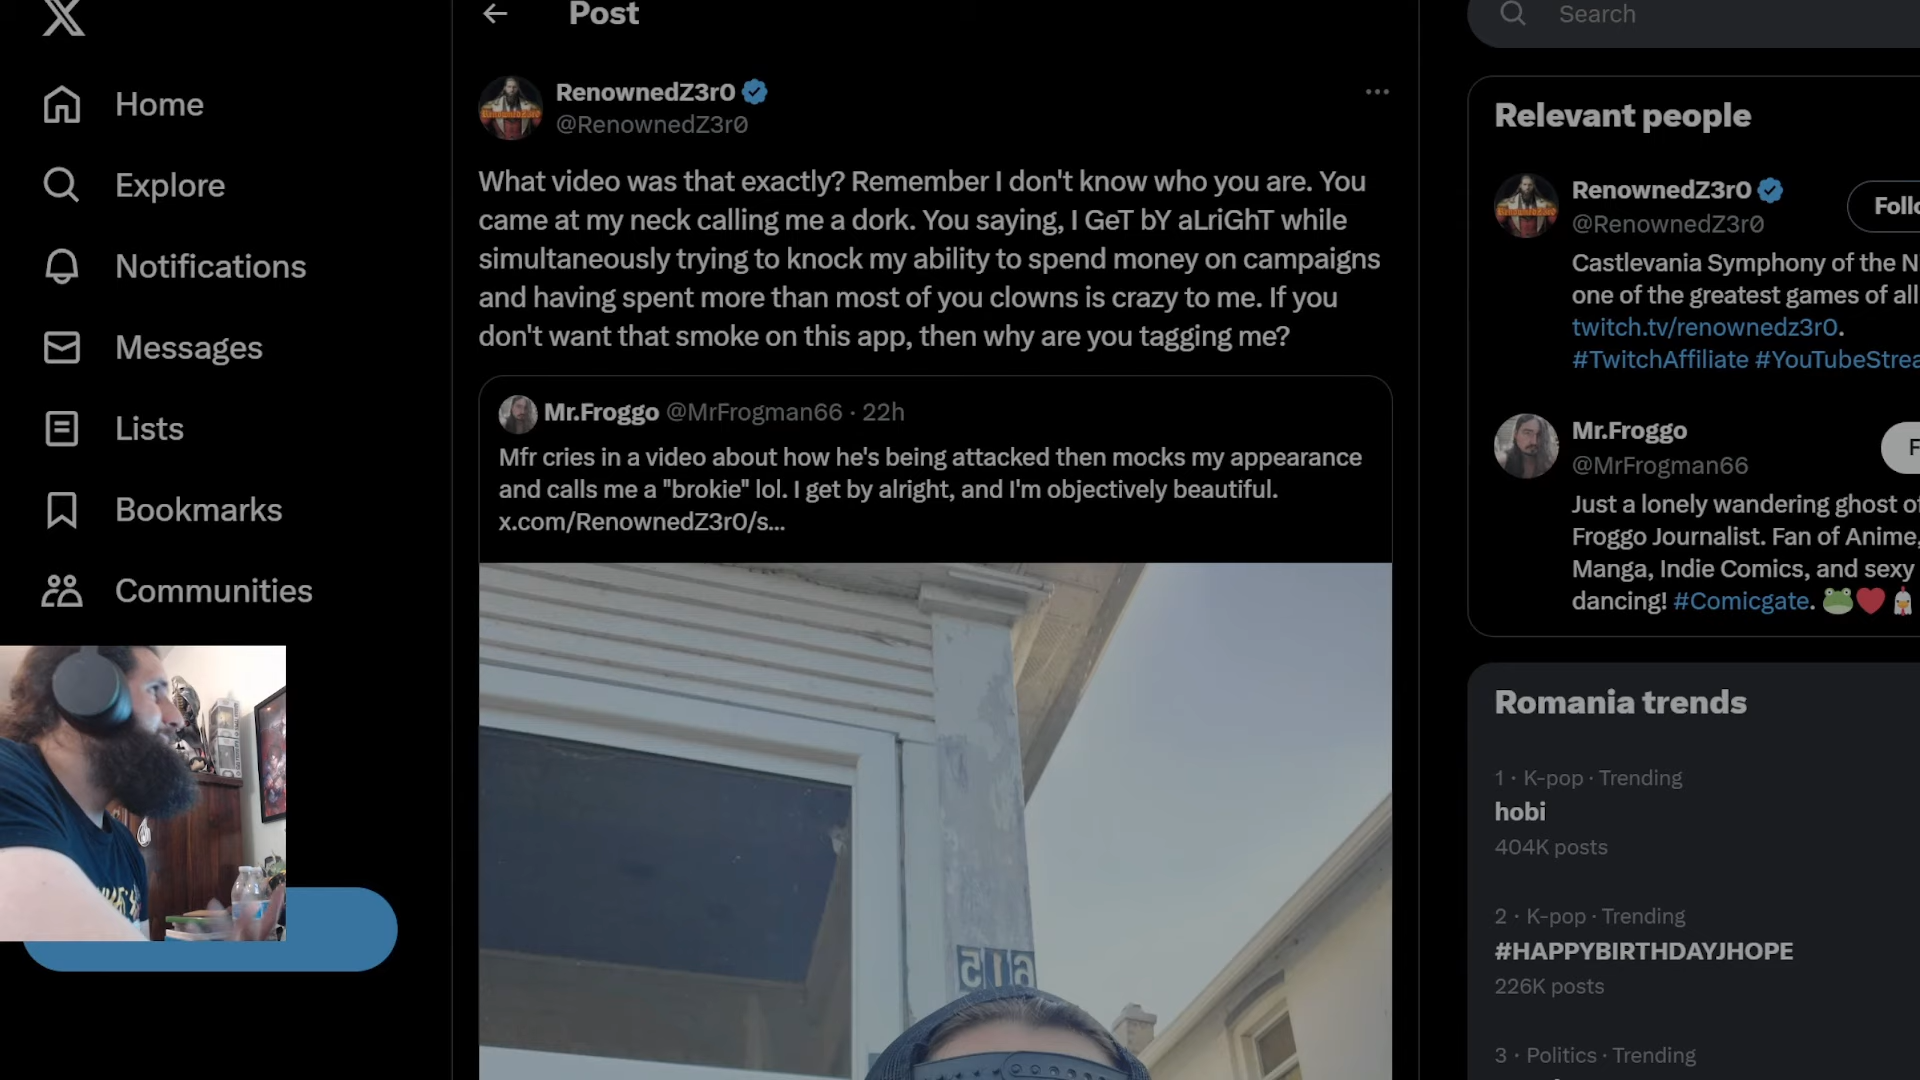 Post
Search
Home
Explore
Notifications
Messages
Lists
Bookmarks
Communities
RenownedZ3r0
@RenownedZ3r0
What video was that exactly? Remember I don't know who you are. You
came at my neck calling me a dork. You saying, I GeT bY aLriGhT while
simultaneously trying to knock my ability to spend money on campaigns
and having spent more than most of you clowns is crazy to me. If you
don't want that smoke on this app, then why are you tagging me?
Mr.Froggo @MrFrogman66 · 22h
Mfr cries in a video about how he's being attacked then mocks my appearance
and calls me a "brokie" lol. I get by alright, and I'm objectively beautiful.
x.com/RenownedZ3r0/s...
Relevant people
RenownedZ3r0
@RenownedZ3r0
Follo
Castlevania Symphony of the N
one of the greatest games of all
twitch.tv/renownedz3r0.
#TwitchAffiliate #YouTubeStrea
Mr.Froggo
@MrFrogman66
F
Just a lonely wandering ghost of
Froggo Journalist. Fan of Anime,
Manga, Indie Comics, and sexy
dancing! #Comicgate. 🐸❤️🐔
Romania trends
1 · K-pop · Trending
hobi
404K posts
2 · K-pop · Trending
#HAPPYBIRTHDAYJHOPE
226K posts
3 · Politics · Trending